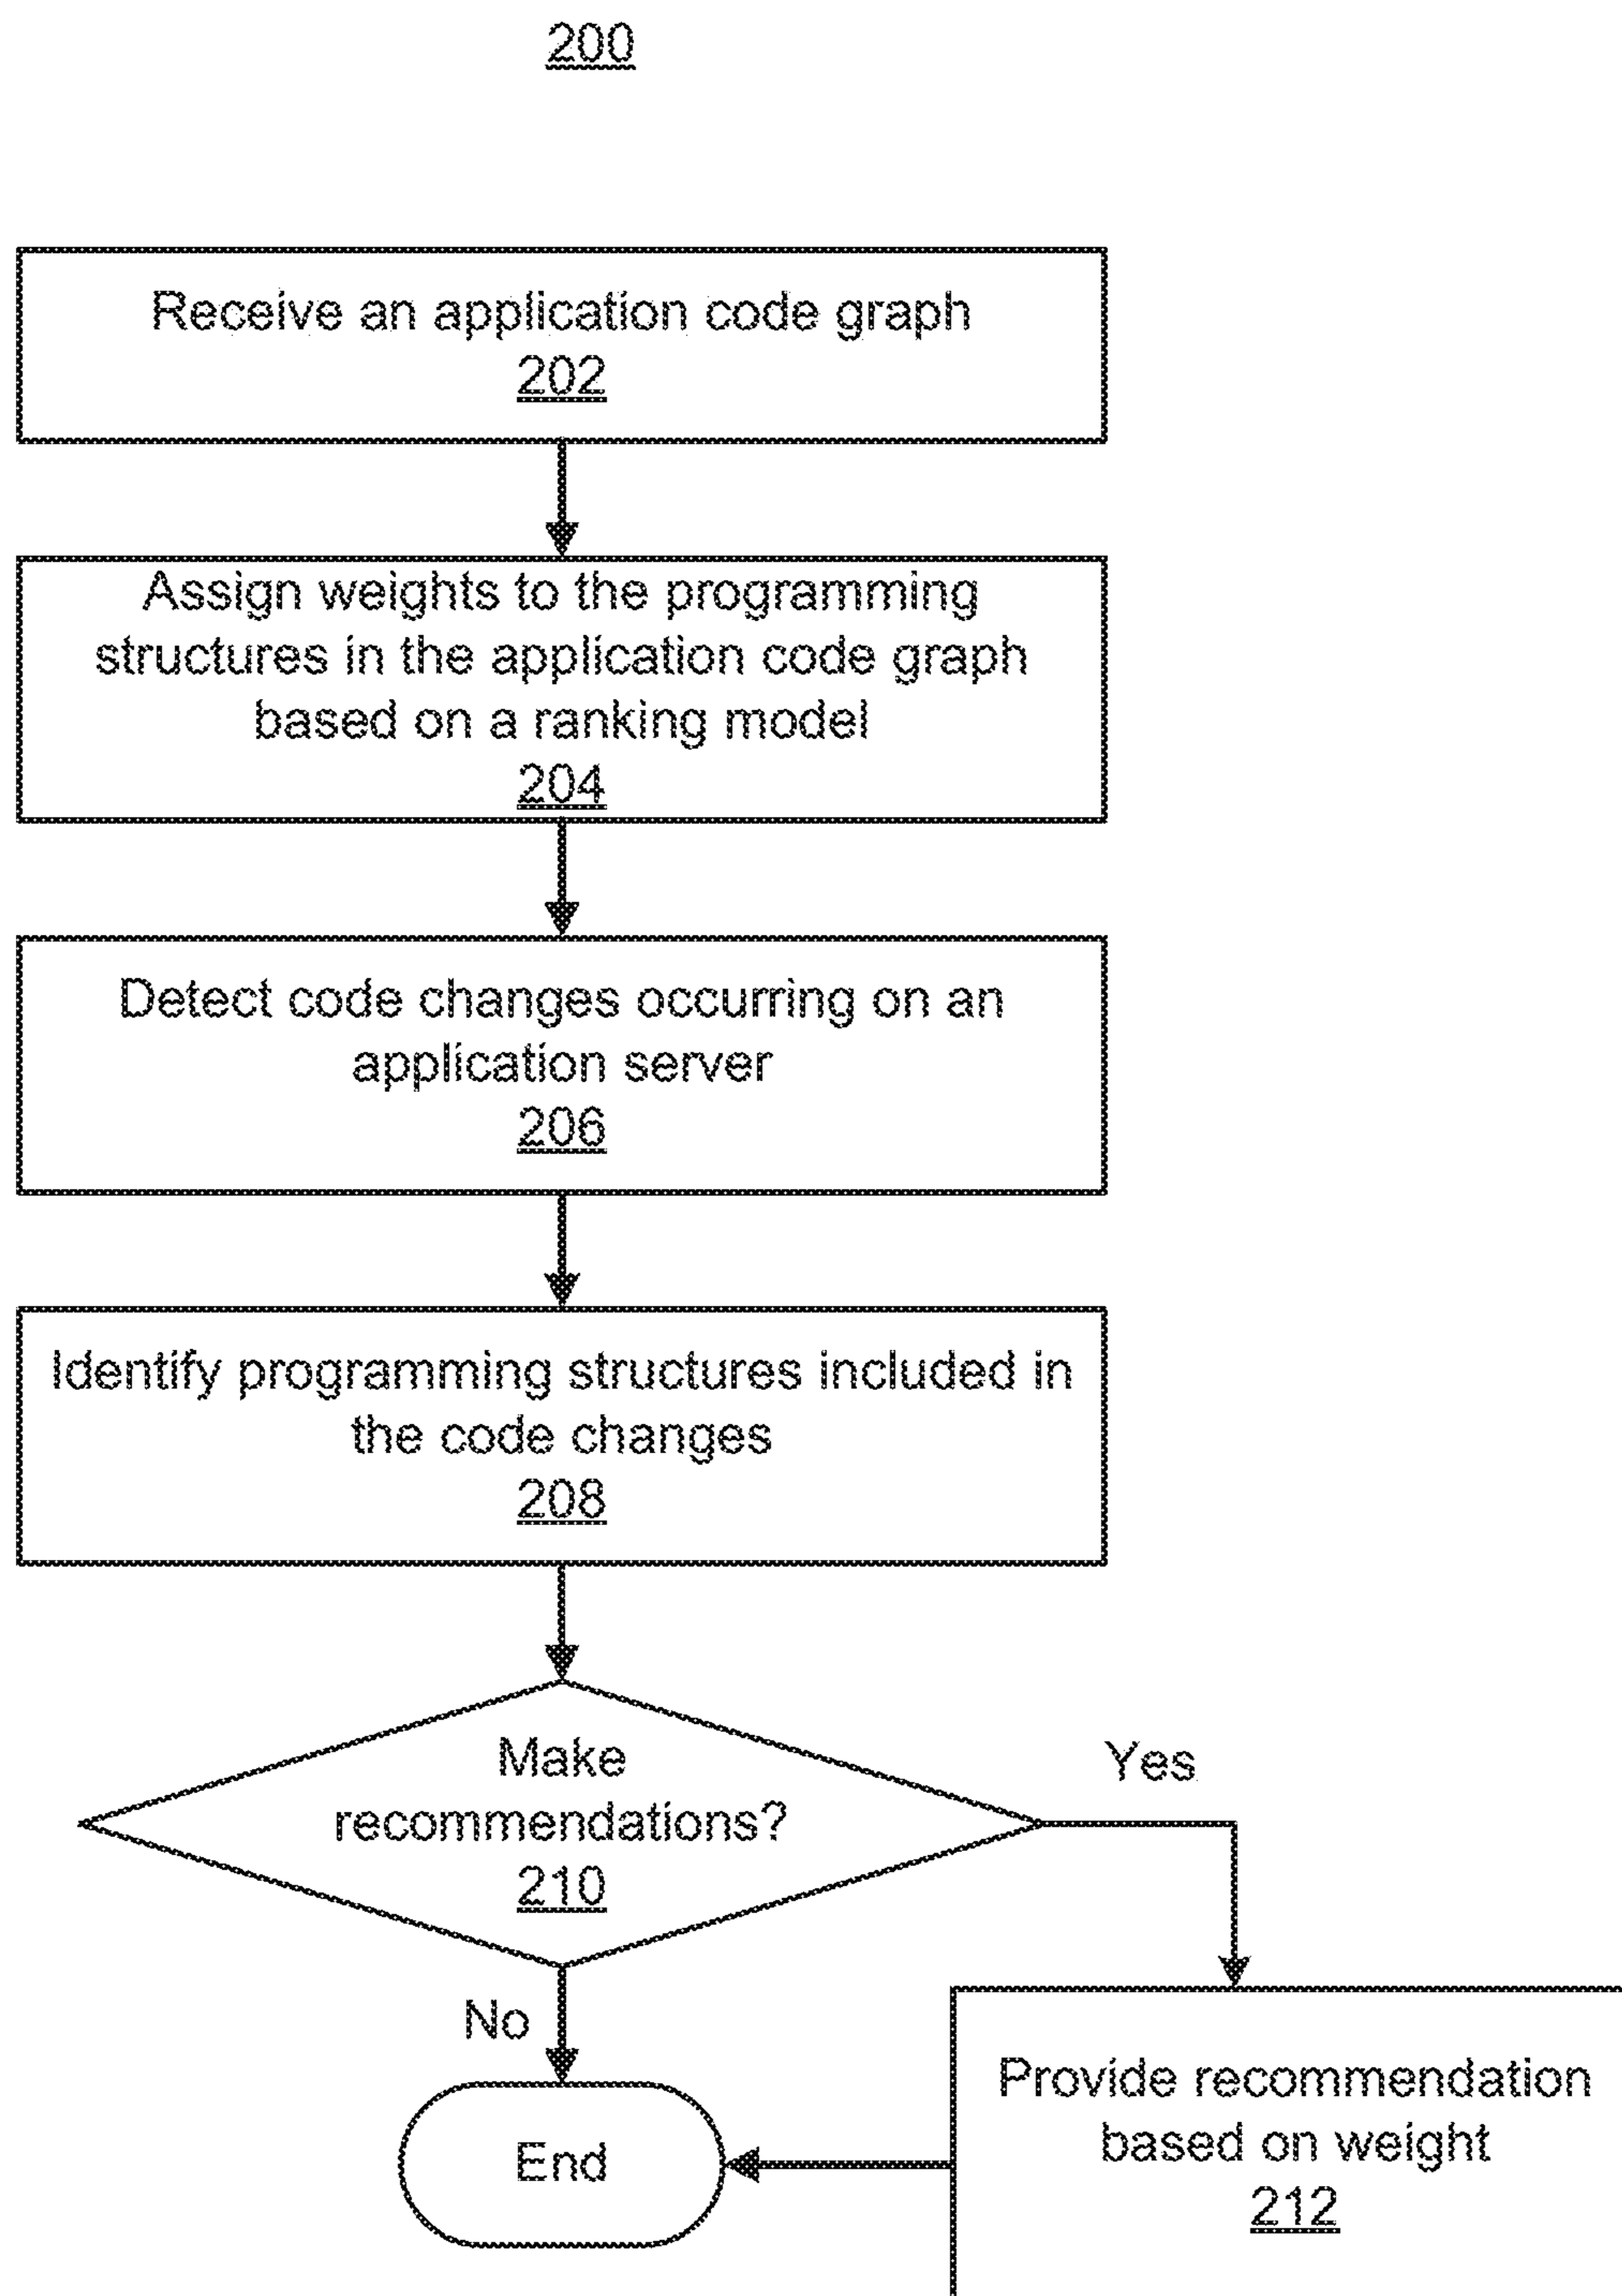 200
Receive an application code graph
202
Assign weights to the programming
structures in the application code graph
based on a ranking model
204
Detect code changes occurring on an
application server
206
Identify programming structures included in
the code changes
208
Make
recommendations?
210
Yes
No
Provide recommendation
based on weight
212
End